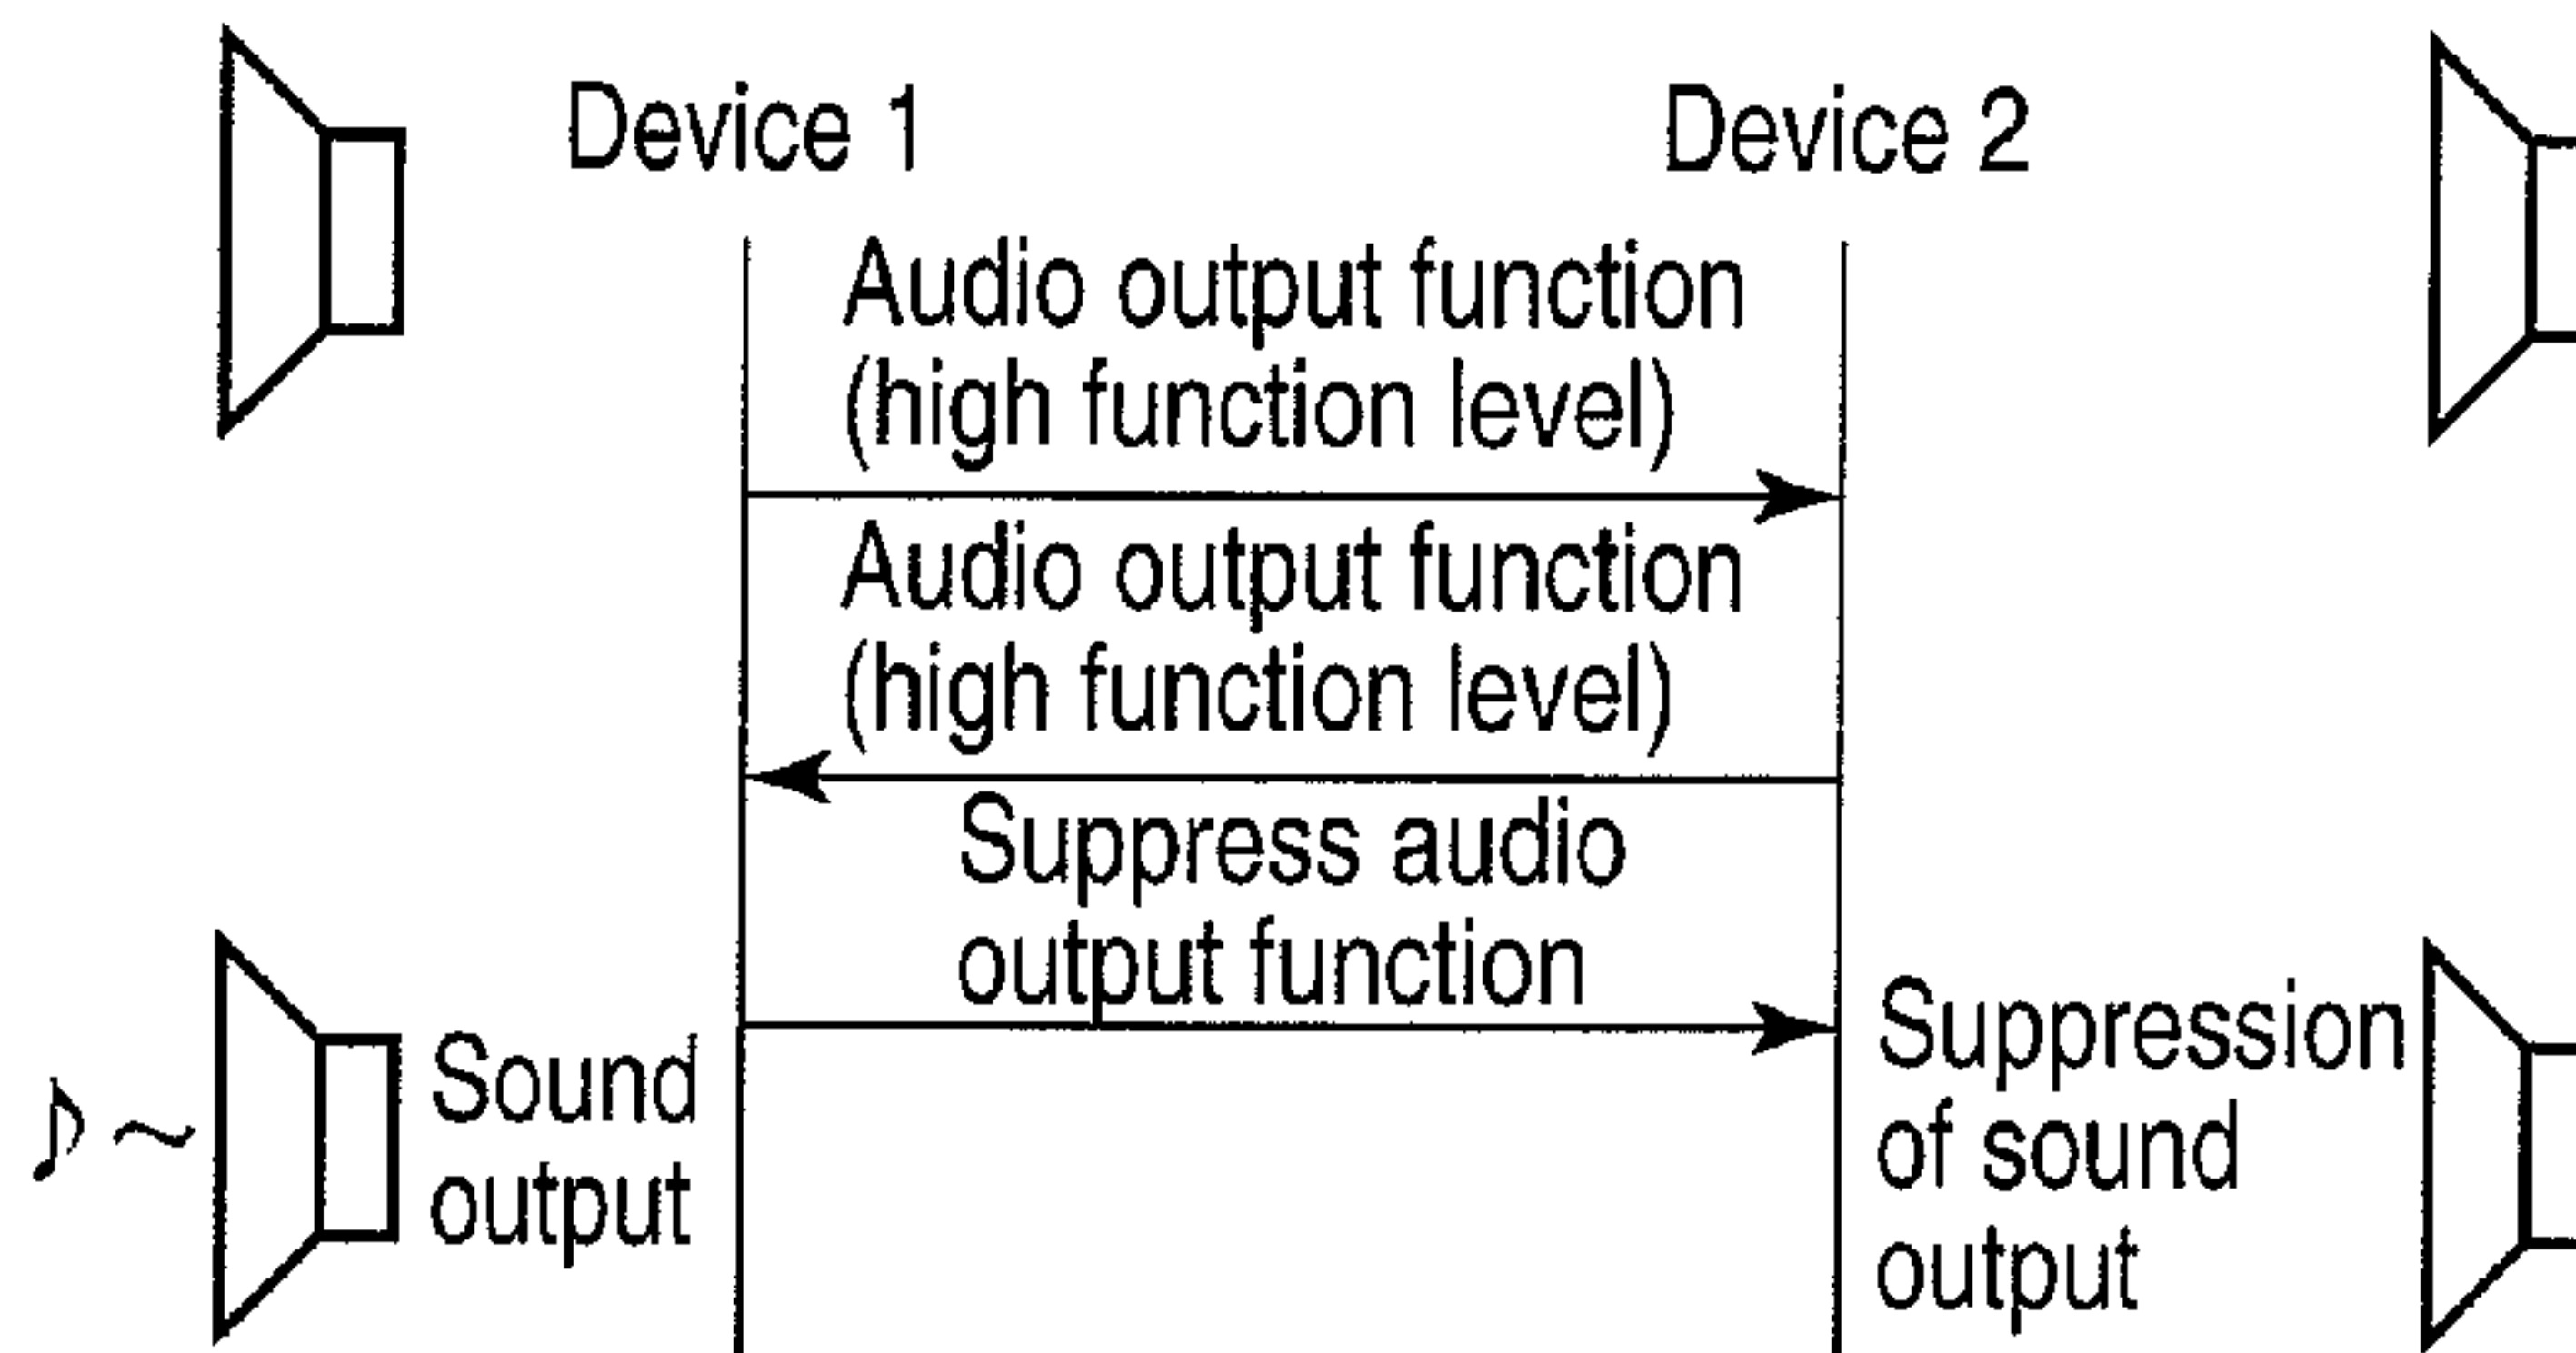 Device 1
Device 2
Audio output function
(high function level)
Audio output function
(high function level)
Suppress audio
output function
Sound
output
Suppression
of sound
output